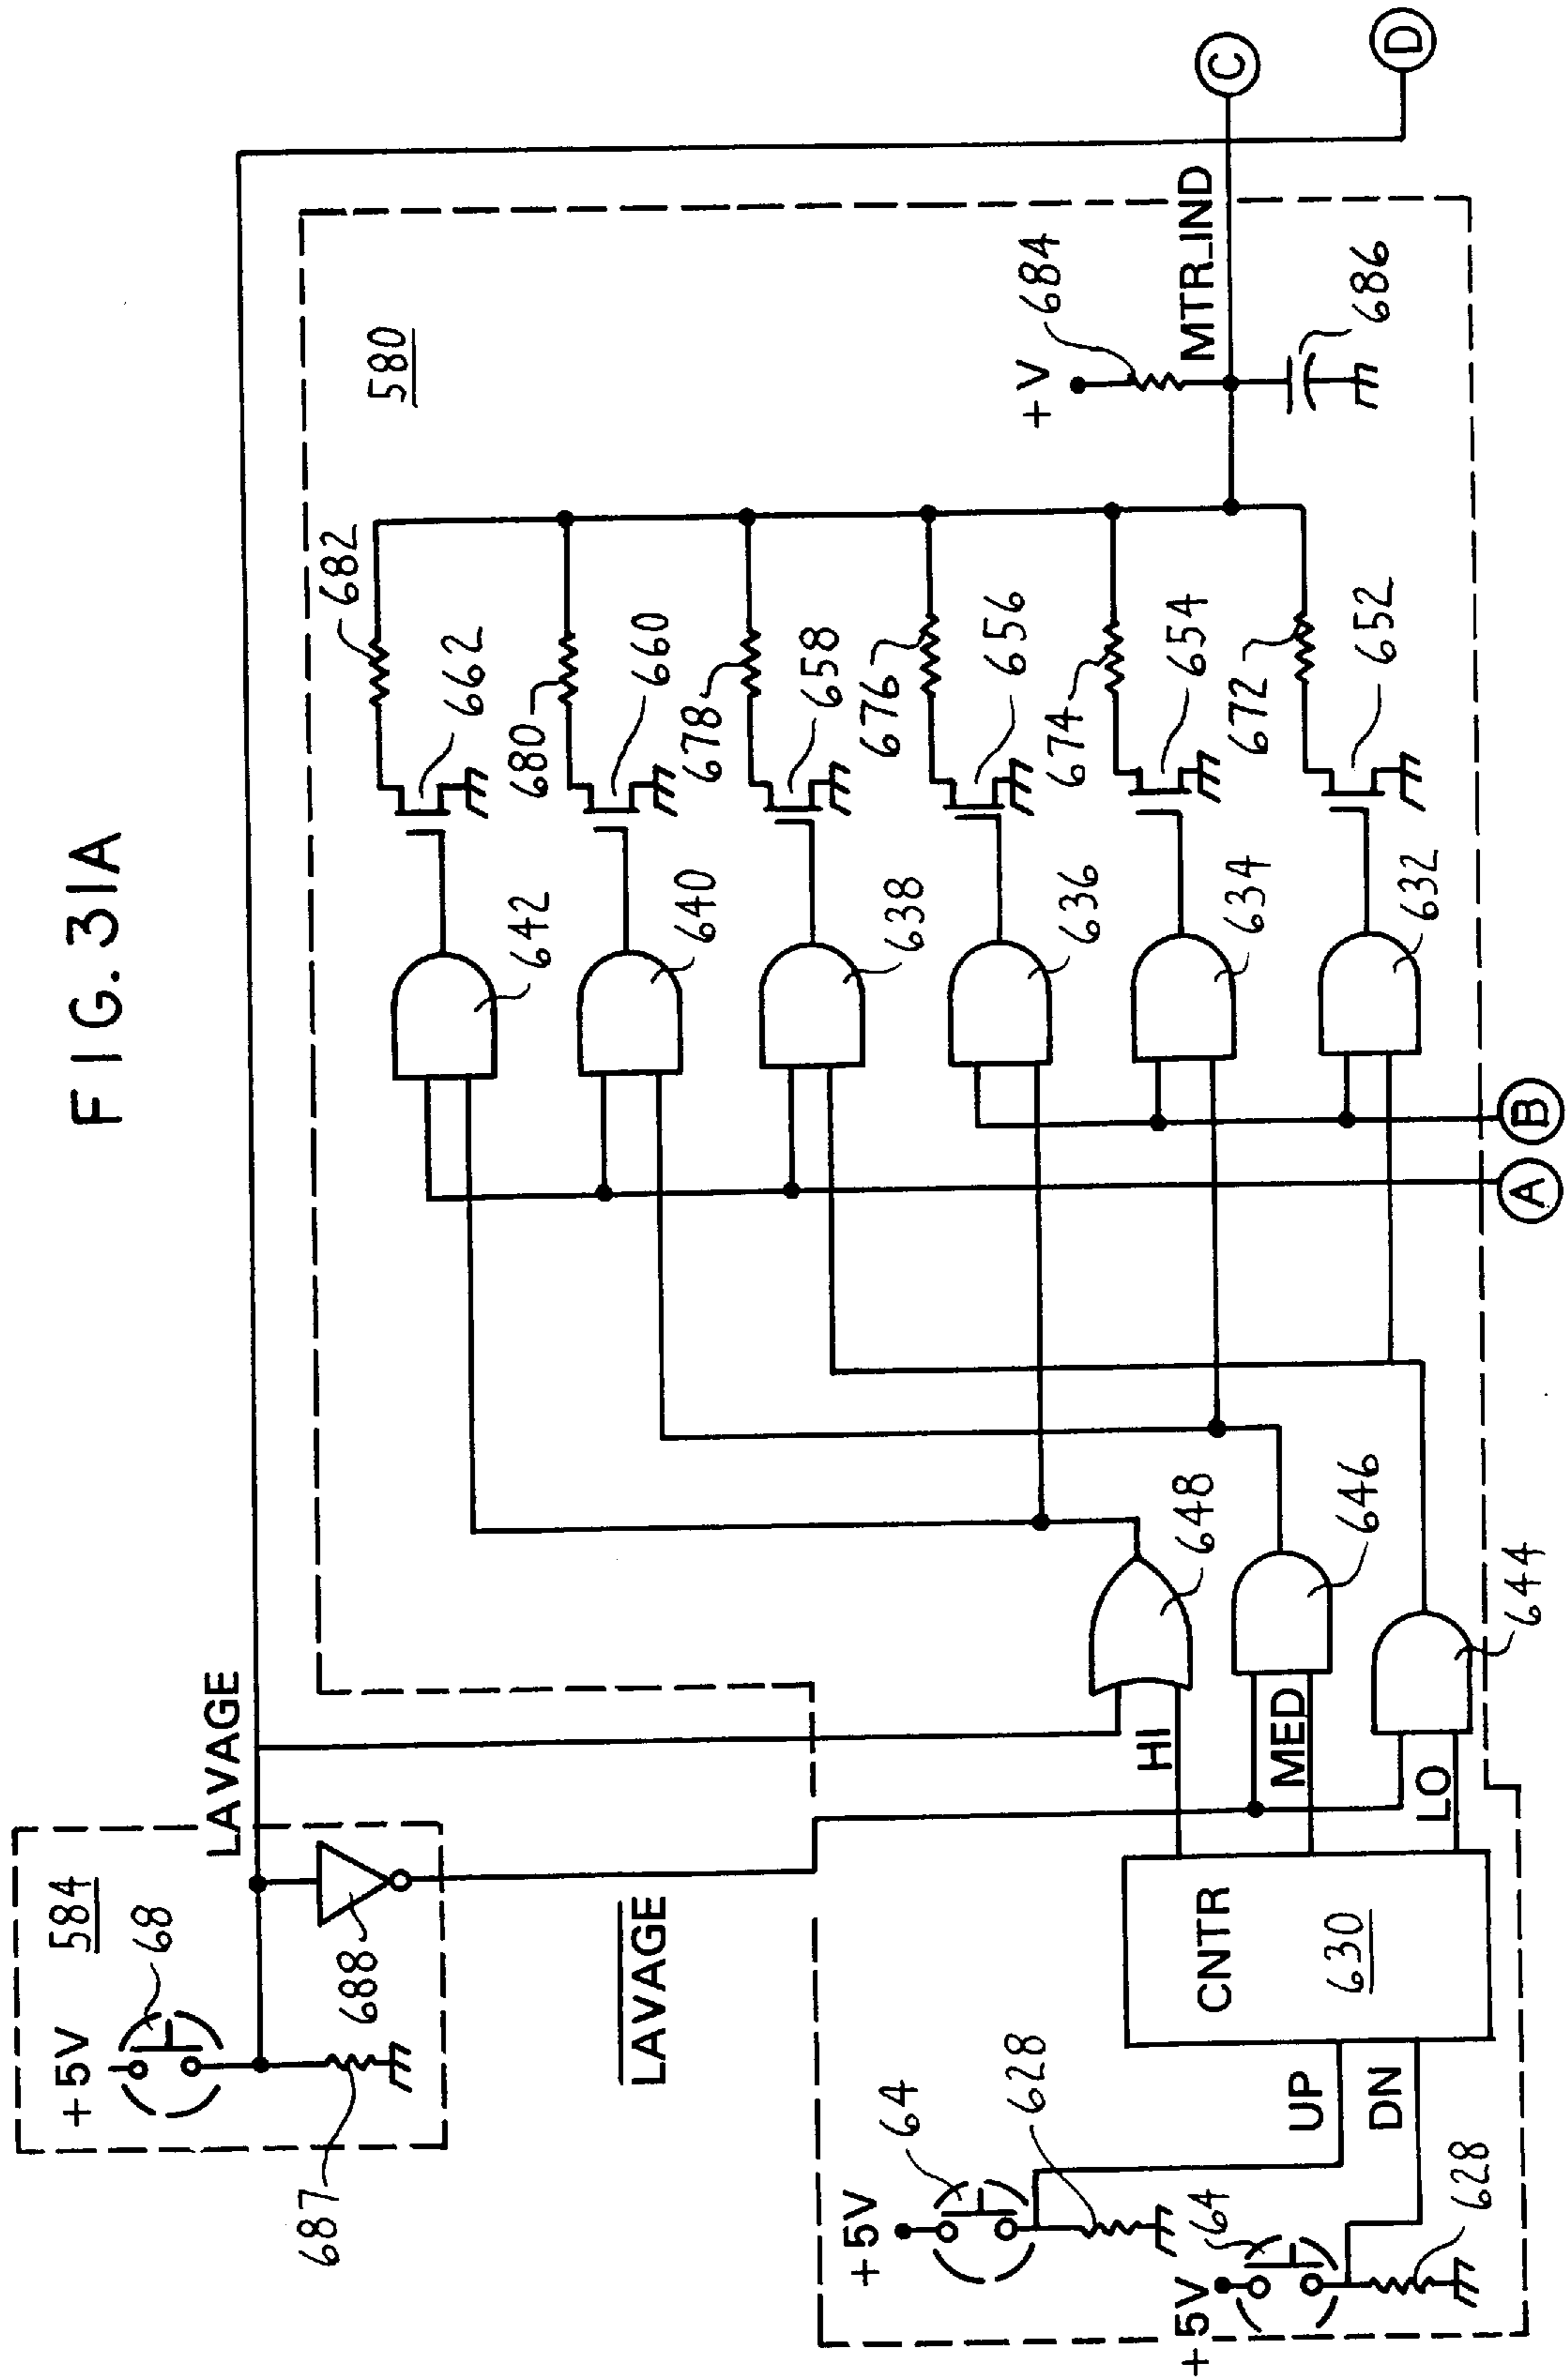 FIG. 31A
+5V
584
68
688
687
LAVAGE
LAVAGE
580
682
662
642
680
660
640
678
658
638
676
656
636
674
654
634
672
652
632
+V
684
MTR_IND
686
C
D
A
B
648
646
644
HI
MED
LO
CNTR
630
UP
DN
+5V
64
628
+5V
64
628